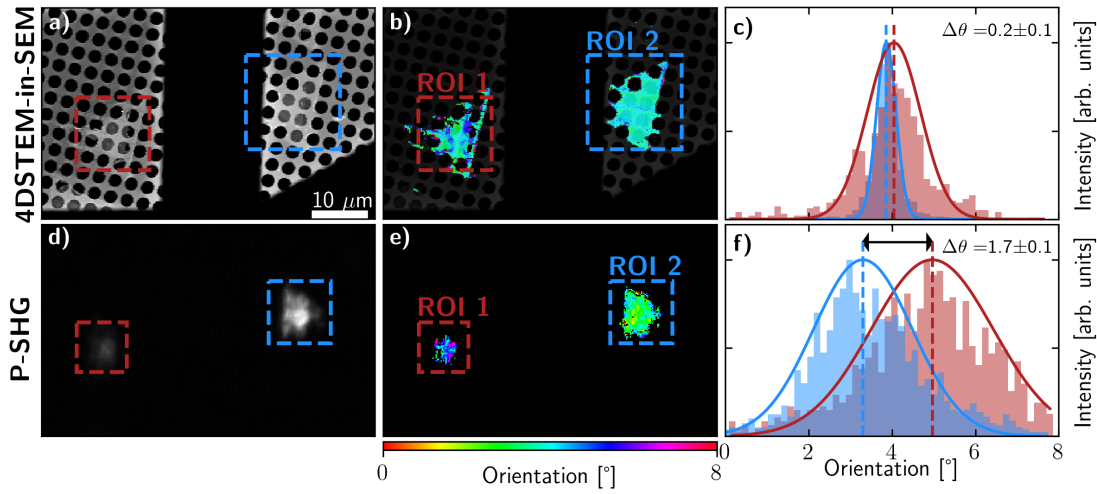 4DSTEM-in-SEM
a)
10 μm
b)
ROI 1
ROI 2
c)
Δθ =0.2±0.1
Intensity [arb. units]
P-SHG
d)
e)
ROI 1
ROI 2
0
Orientation [°]
8
f)
Δθ =1.7±0.1
Intensity [arb. units]
0
2
4
6
8
Orientation [°]